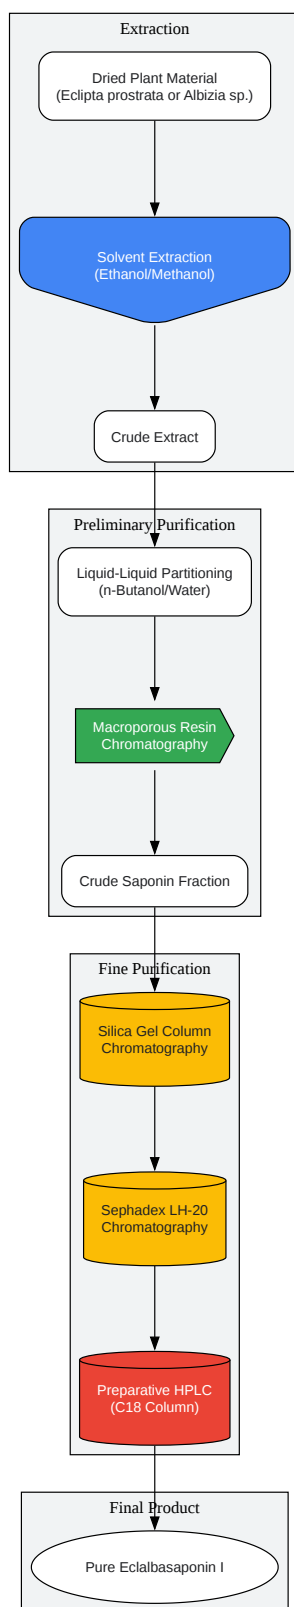 Extraction
Dried Plant Material
(Eclipta prostrata or Albizia sp.)
Solvent Extraction
(Ethanol/Methanol)
Crude Extract
Preliminary Purification
Liquid-Liquid Partitioning
(n-Butanol/Water)
Macroporous Resin
Chromatography
Crude Saponin Fraction
Fine Purification
Silica Gel Column
Chromatography
Sephadex LH-20
Chromatography
Preparative HPLC
(C18 Column)
Final Product
Pure Eclalbasaponin I